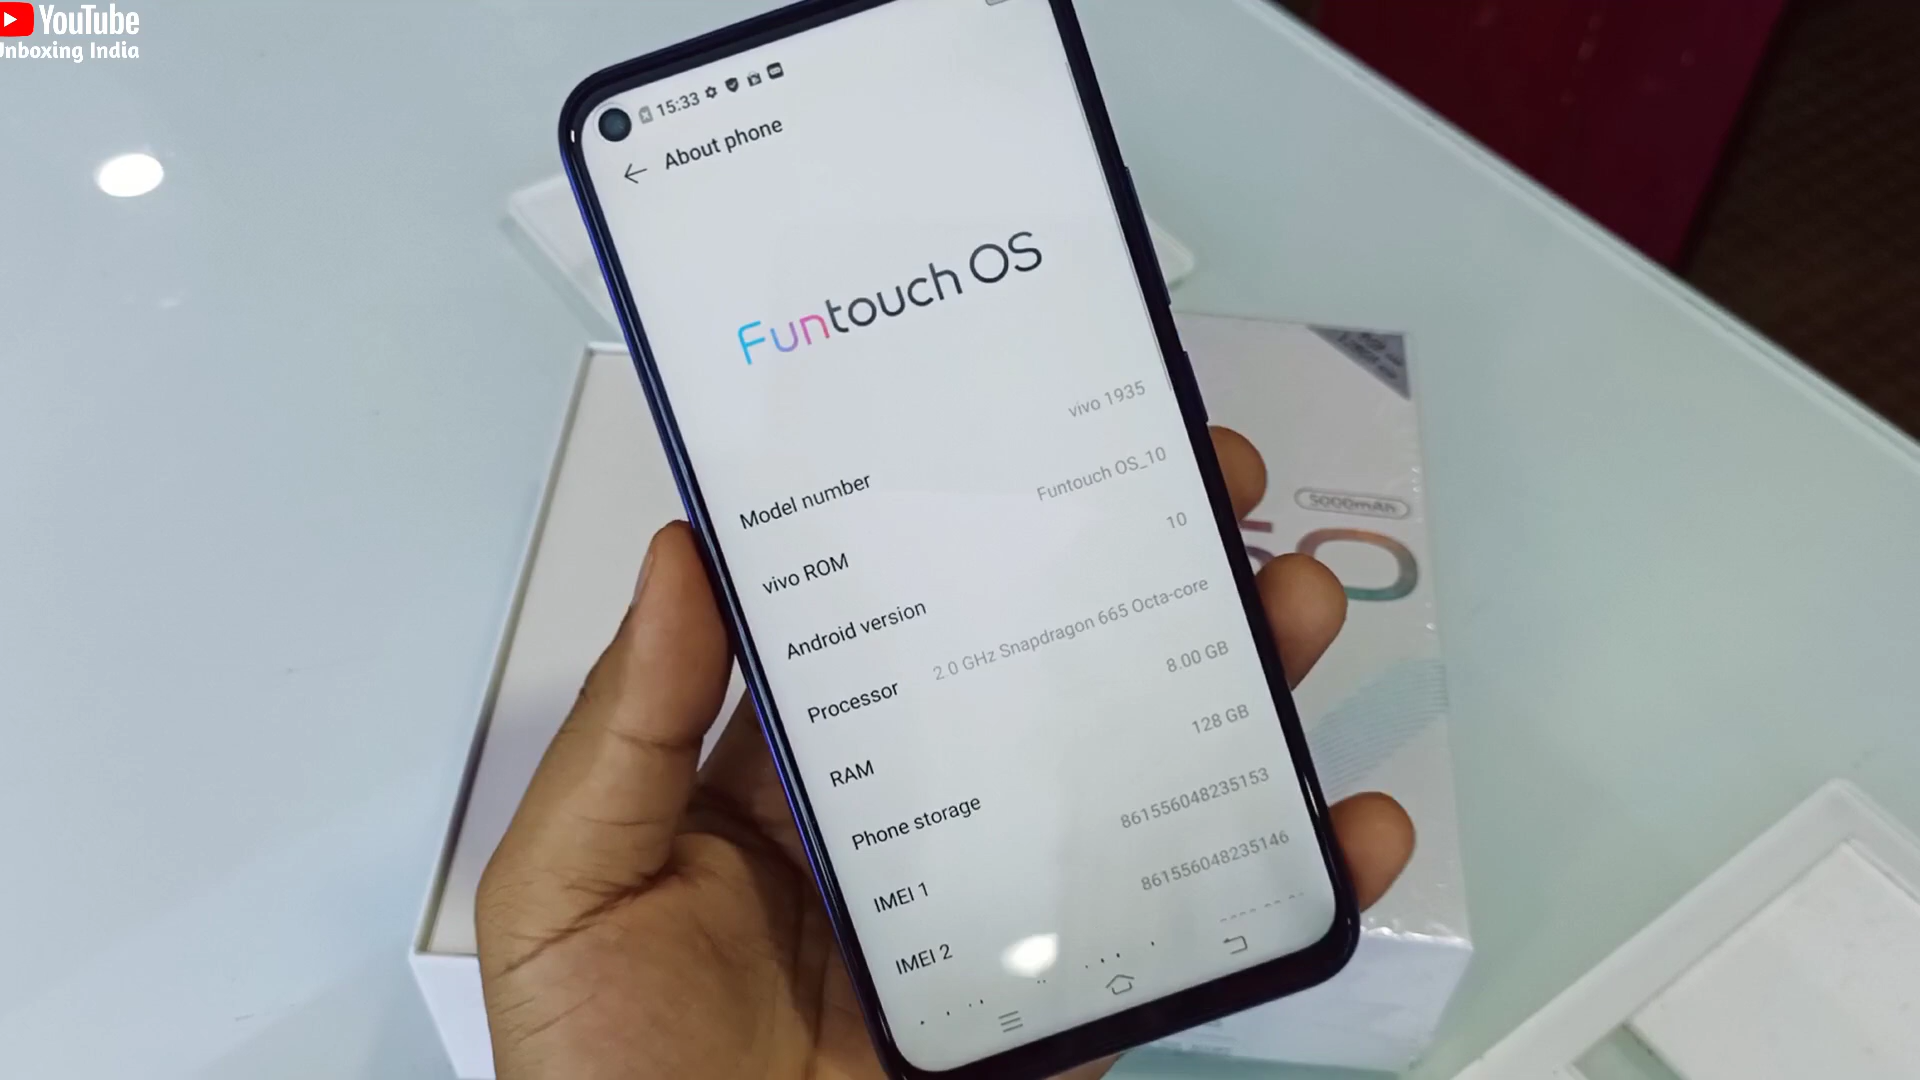 YouTube
Unboxing India
15:33
About phone
Funtouch OS
Model number
vivo 1935
vivo ROM
Funtouch OS_10
Android version
10
Processor
2.0 GHz Snapdragon 665 Octa-core
RAM
8.00 GB
Phone storage
128 GB
IMEI 1
861556048235153
IMEI 2
861556048235146
5000mAh